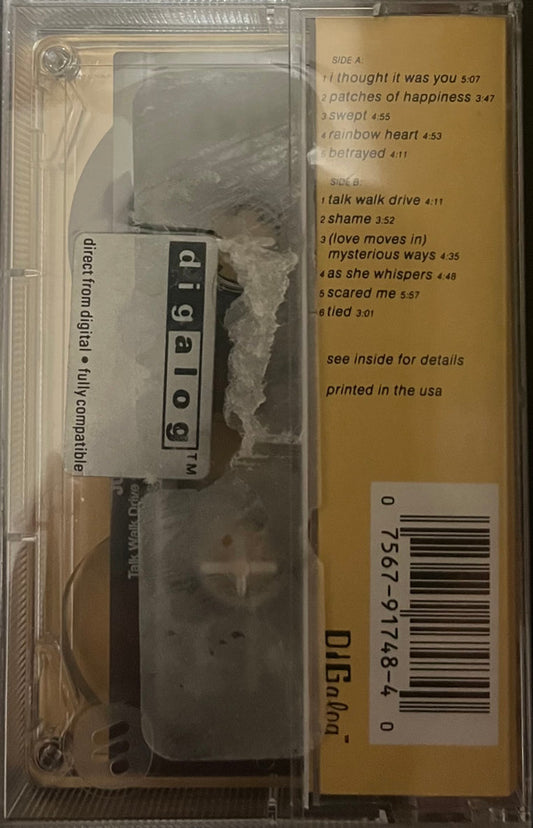 SIDE A:
1 i thought it was you 5:07
2 patches of happiness 3:47
3 swept 4:55
4 rainbow heart 4:53
5 betrayed 4:11
SIDE B:
1 talk walk drive 4:11
2 shame 3:52
3 (love moves in)
mysterious ways 4:35
4 as she whispers 4:48
5 scared me 5:57
6 tied 3:01
see inside for details
printed in the usa
digalog™
direct from digital • fully compatible
Talk Walk Drive
0 7567-91748-4 0
DIGalog™